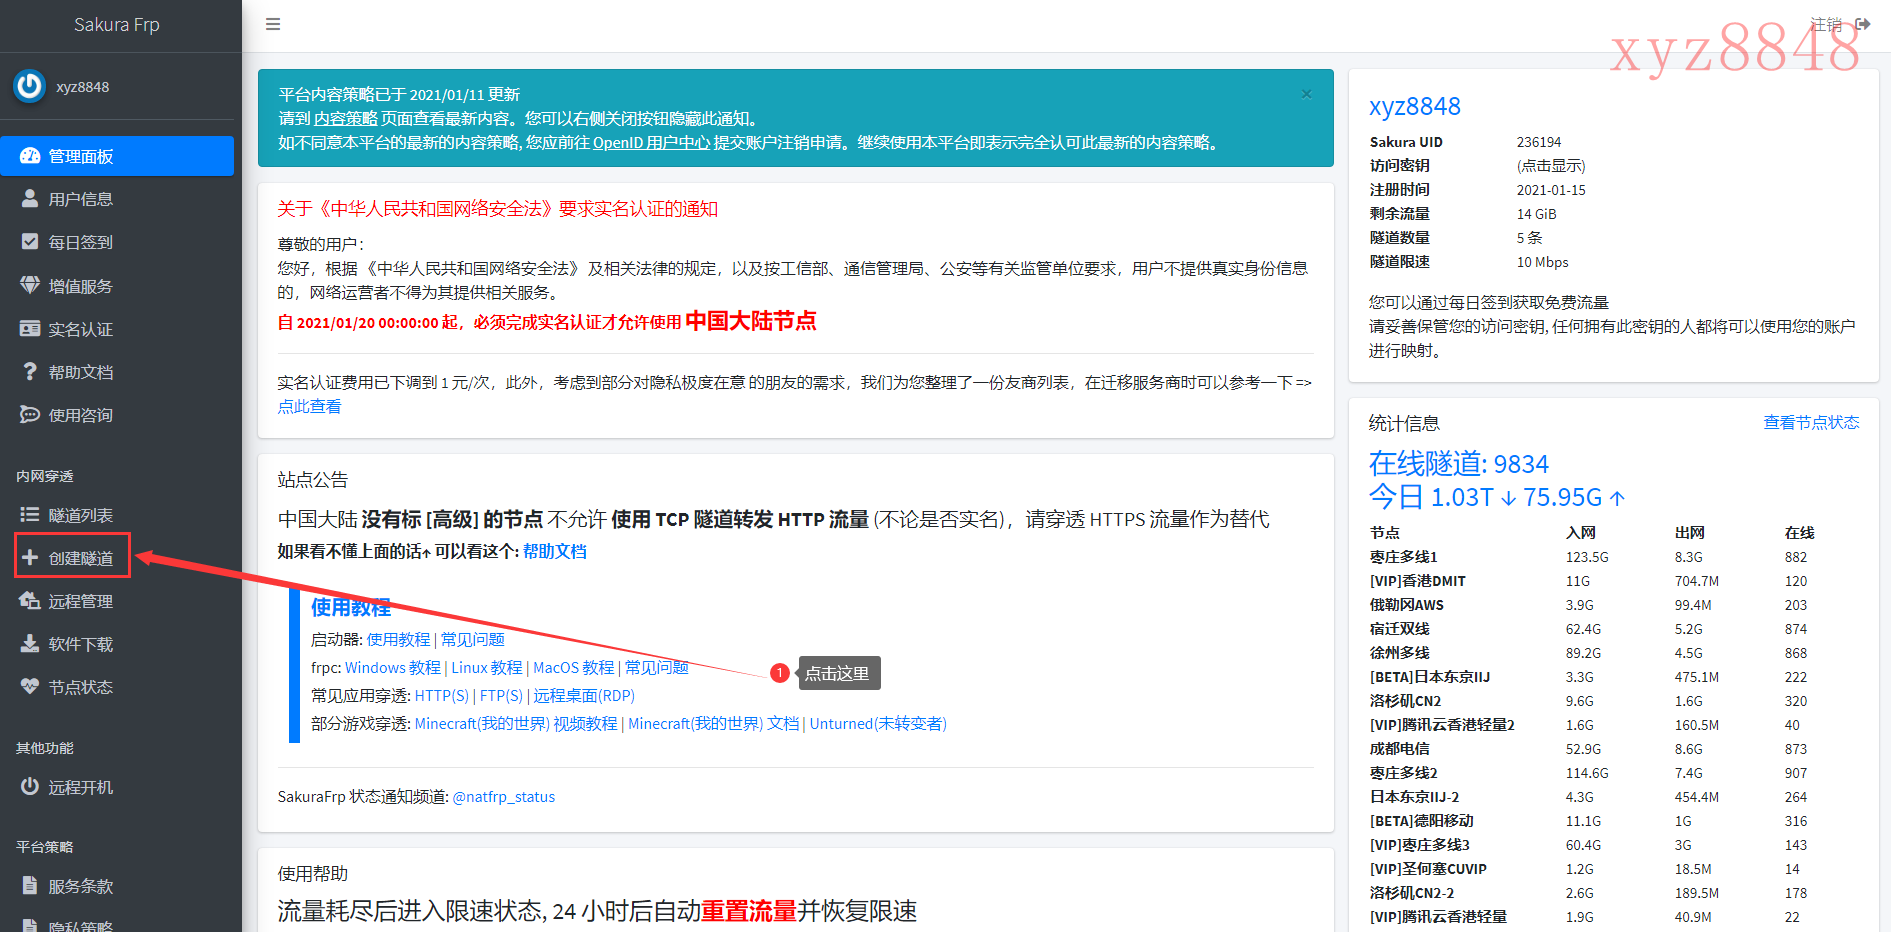 Sakura Frp
xyz8848
管理面板
用户信息
每日签到
增值服务
实名认证
帮助文档
使用咨询
内网穿透
隧道列表
创建隧道
远程管理
软件下载
节点状态
其他功能
远程开机
平台策略
服务条款
隐私策略
注销
xyz8848
平台内容策略已于 2021/01/11 更新
×
请到 内容策略 页面查看最新内容。您可以右侧关闭按钮隐藏此通知。
如不同意本平台的最新的内容策略, 您应前往 OpenID 用户中心 提交账户注销申请。继续使用本平台即表示完全认可此最新的内容策略。
关于《中华人民共和国网络安全法》要求实名认证的通知
尊敬的用户：
您好，根据 《中华人民共和国网络安全法》 及相关法律的规定，以及按工信部、通信管理局、公安等有关监管单位要求，用户不提供真实身份信息
的，网络运营者不得为其提供相关服务。
自 2021/01/20 00:00:00 起，必须完成实名认证才允许使用 中国大陆节点
实名认证费用已下调到 1 元/次，此外，考虑到部分对隐私极度在意 的朋友的需求，我们为您整理了一份友商列表，在迁移服务商时可以参考一下 =>
点此查看
站点公告
中国大陆 没有标 [高级] 的节点 不允许 使用 TCP 隧道转发 HTTP 流量 (不论是否实名)，请穿透 HTTPS 流量作为替代
如果看不懂上面的话↑ 可以看这个: 帮助文档
使用教程
启动器: 使用教程 | 常见问题
frpc: Windows 教程 | Linux 教程 | MacOS 教程 | 常见问题
1 点击这里
常见应用穿透: HTTP(S) | FTP(S) | 远程桌面(RDP)
部分游戏穿透: Minecraft(我的世界) 视频教程 | Minecraft(我的世界) 文档 | Unturned(未转变者)
SakuraFrp 状态通知频道: @natfrp_status
使用帮助
流量耗尽后进入限速状态, 24 小时后自动重置流量并恢复限速
xyz8848
Sakura UID 236194
访问密钥 (点击显示)
注册时间 2021-01-15
剩余流量 14 GiB
隧道数量 5 条
隧道限速 10 Mbps
您可以通过每日签到获取免费流量
请妥善保管您的访问密钥, 任何拥有此密钥的人都将可以使用您的账户
进行映射。
统计信息 查看节点状态
在线隧道: 9834
今日 1.03T ↓ 75.95G ↑
节点 入网 出网 在线
枣庄多线1 123.5G 8.3G 882
[VIP]香港DMIT 11G 704.7M 120
俄勒冈AWS 3.9G 99.4M 203
宿迁双线 62.4G 5.2G 874
徐州多线 89.2G 4.5G 868
[BETA]日本东京IIJ 3.3G 475.1M 222
洛杉矶CN2 9.6G 1.6G 320
[VIP]腾讯云香港轻量2 1.6G 160.5M 40
成都电信 52.9G 8.6G 873
枣庄多线2 114.6G 7.4G 907
日本东京IIJ-2 4.3G 454.4M 264
[BETA]德阳移动 11.1G 1G 316
[VIP]枣庄多线3 60.4G 3G 143
[VIP]圣何塞CUVIP 1.2G 18.5M 14
洛杉矶CN2-2 2.6G 189.5M 178
[VIP]腾讯云香港轻量 1.9G 40.9M 22